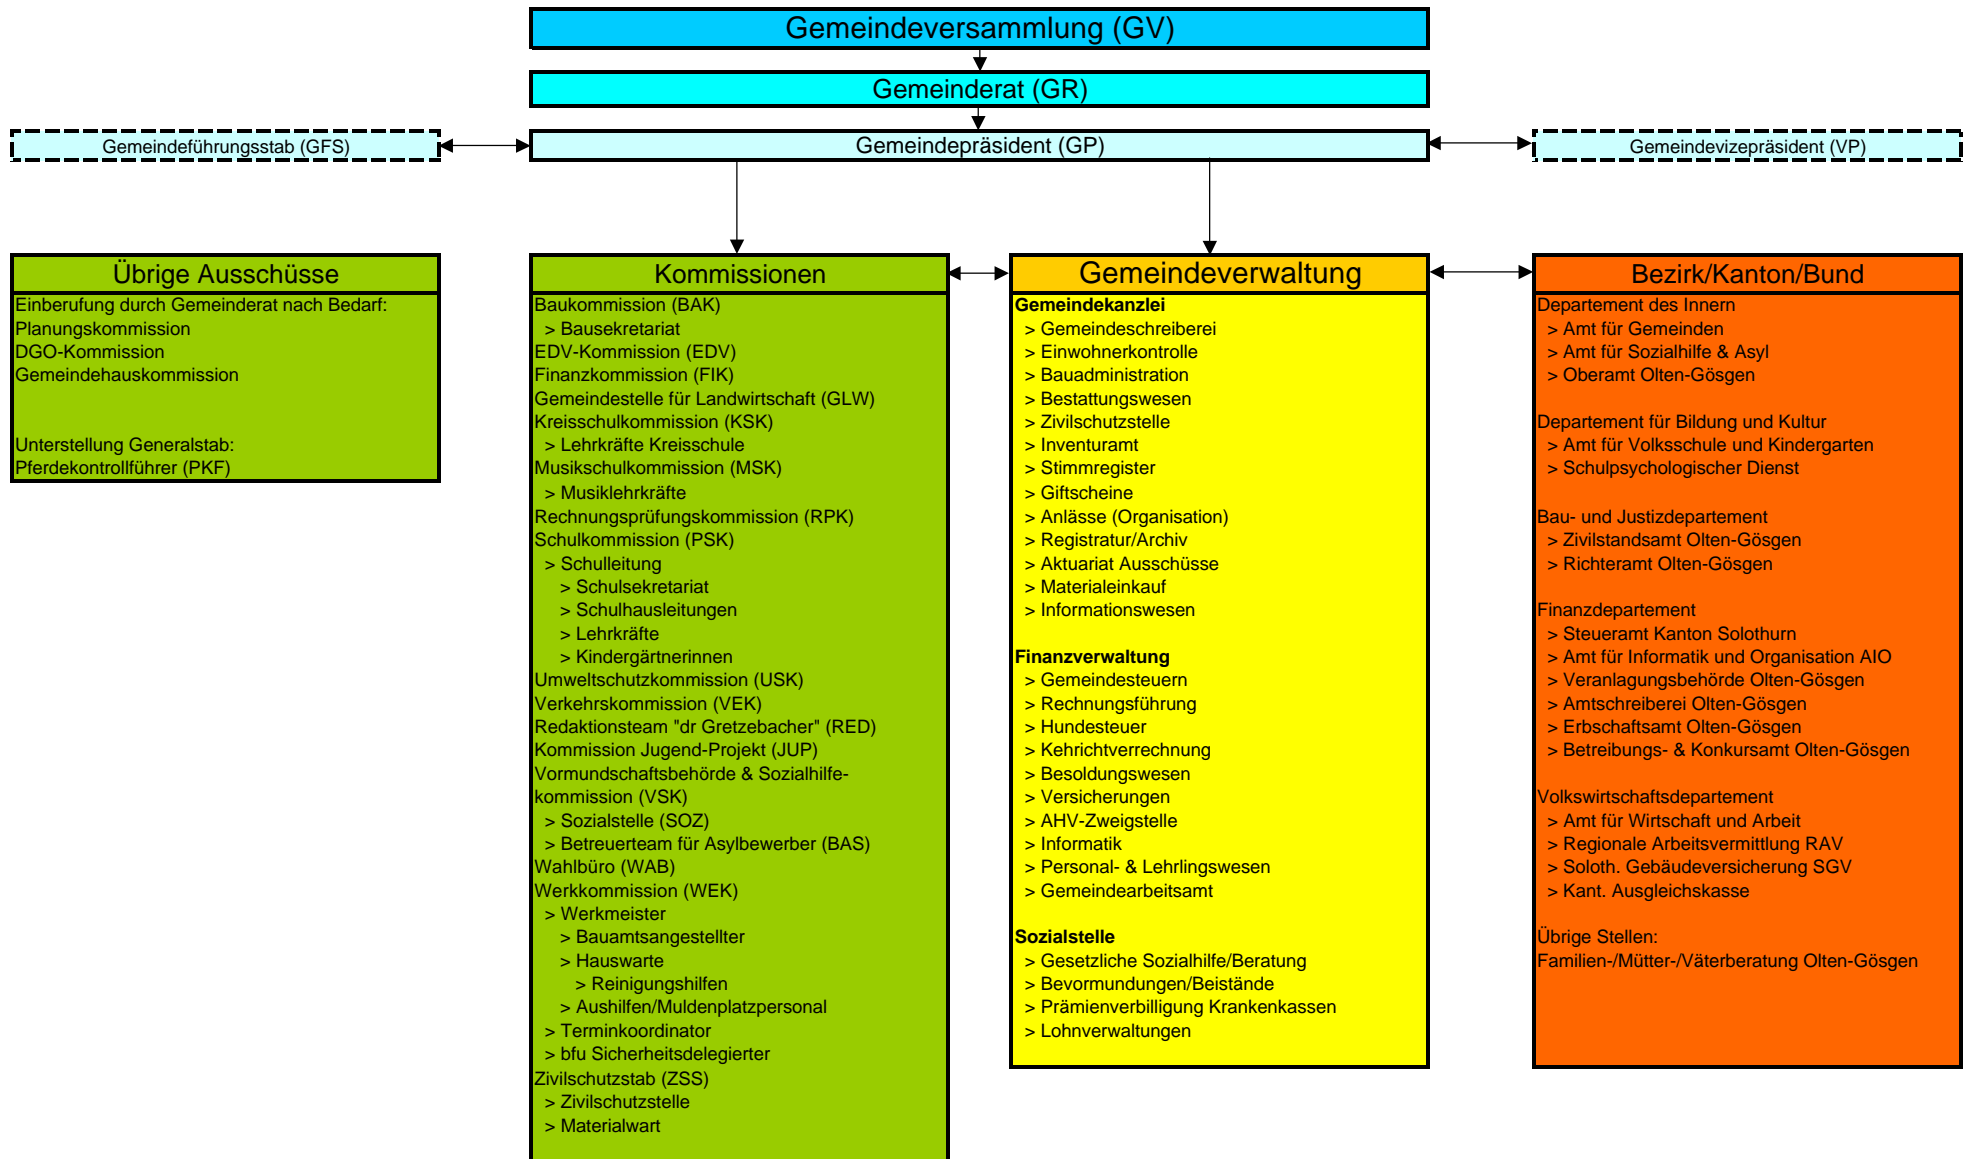 Gemeindeversammlung (GV)
Gemeinderat (GR)
Gemeindeführungsstab (GFS)
Gemeindepräsident (GP)
Gemeindevizepräsident (VP)
Übrige Ausschüsse
Einberufung durch Gemeinderat nach Bedarf:
Planungskommission
DGO-Kommission
Gemeindehauskommission
Unterstellung Generalstab:
Pferdekontrollführer (PKF)
Kommissionen
Baukommission (BAK)
> Bausekretariat
EDV-Kommission (EDV)
Finanzkommission (FIK)
Gemeindestelle für Landwirtschaft (GLW)
Kreisschulkommission (KSK)
> Lehrkräfte Kreisschule
Musikschulkommission (MSK)
> Musiklehrkräfte
Rechnungsprüfungskommission (RPK)
Schulkommission (PSK)
> Schulleitung
> Schulsekretariat
> Schulhausleitungen
> Lehrkräfte
> Kindergärtnerinnen
Umweltschutzkommission (USK)
Verkehrskommission (VEK)
Redaktionsteam "dr Gretzebacher" (RED)
Kommission Jugend-Projekt (JUP)
Vormundschaftsbehörde & Sozialhilfe-
kommission (VSK)
> Sozialstelle (SOZ)
> Betreuerteam für Asylbewerber (BAS)
Wahlbüro (WAB)
Werkkommission (WEK)
> Werkmeister
> Bauamtsangestellter
> Hauswarte
> Reinigungshilfen
> Aushilfen/Muldenplatzpersonal
> Terminkoordinator
> bfu Sicherheitsdelegierter
Zivilschutzstab (ZSS)
> Zivilschutzstelle
> Materialwart
Gemeindeverwaltung
Gemeindekanzlei
> Gemeindeschreiberei
> Einwohnerkontrolle
> Bauadministration
> Bestattungswesen
> Zivilschutzstelle
> Inventuramt
> Stimmregister
> Giftscheine
> Anlässe (Organisation)
> Registratur/Archiv
> Aktuariat Ausschüsse
> Materialeinkauf
> Informationswesen
Finanzverwaltung
> Gemeindesteuern
> Rechnungsführung
> Hundesteuer
> Kehrichtverrechnung
> Besoldungswesen
> Versicherungen
> AHV-Zweigstelle
> Informatik
> Personal- & Lehrlingswesen
> Gemeindearbeitsamt
Sozialstelle
> Gesetzliche Sozialhilfe/Beratung
> Bevormundungen/Beistände
> Prämienverbilligung Krankenkassen
> Lohnverwaltungen
Bezirk/Kanton/Bund
Departement des Innern
> Amt für Gemeinden
> Amt für Sozialhilfe & Asyl
> Oberamt Olten-Gösgen
Departement für Bildung und Kultur
> Amt für Volksschule und Kindergarten
> Schulpsychologischer Dienst
Bau- und Justizdepartement
> Zivilstandsamt Olten-Gösgen
> Richteramt Olten-Gösgen
Finanzdepartement
> Steueramt Kanton Solothurn
> Amt für Informatik und Organisation AIO
> Veranlagungsbehörde Olten-Gösgen
> Amtschreiberei Olten-Gösgen
> Erbschaftsamt Olten-Gösgen
> Betreibungs- & Konkursamt Olten-Gösgen
Volkswirtschaftsdepartement
> Amt für Wirtschaft und Arbeit
> Regionale Arbeitsvermittlung RAV
> Soloth. Gebäudeversicherung SGV
> Kant. Ausgleichskasse
Übrige Stellen:
Familien-/Mütter-/Väterberatung Olten-Gösgen